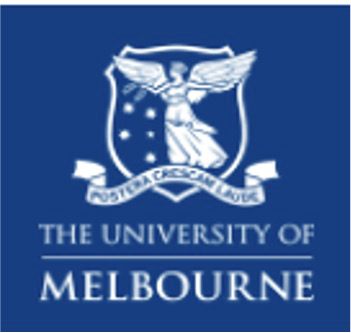 POSTERA CRESCAM LAUDE
THE UNIVERSITY OF
MELBOURNE